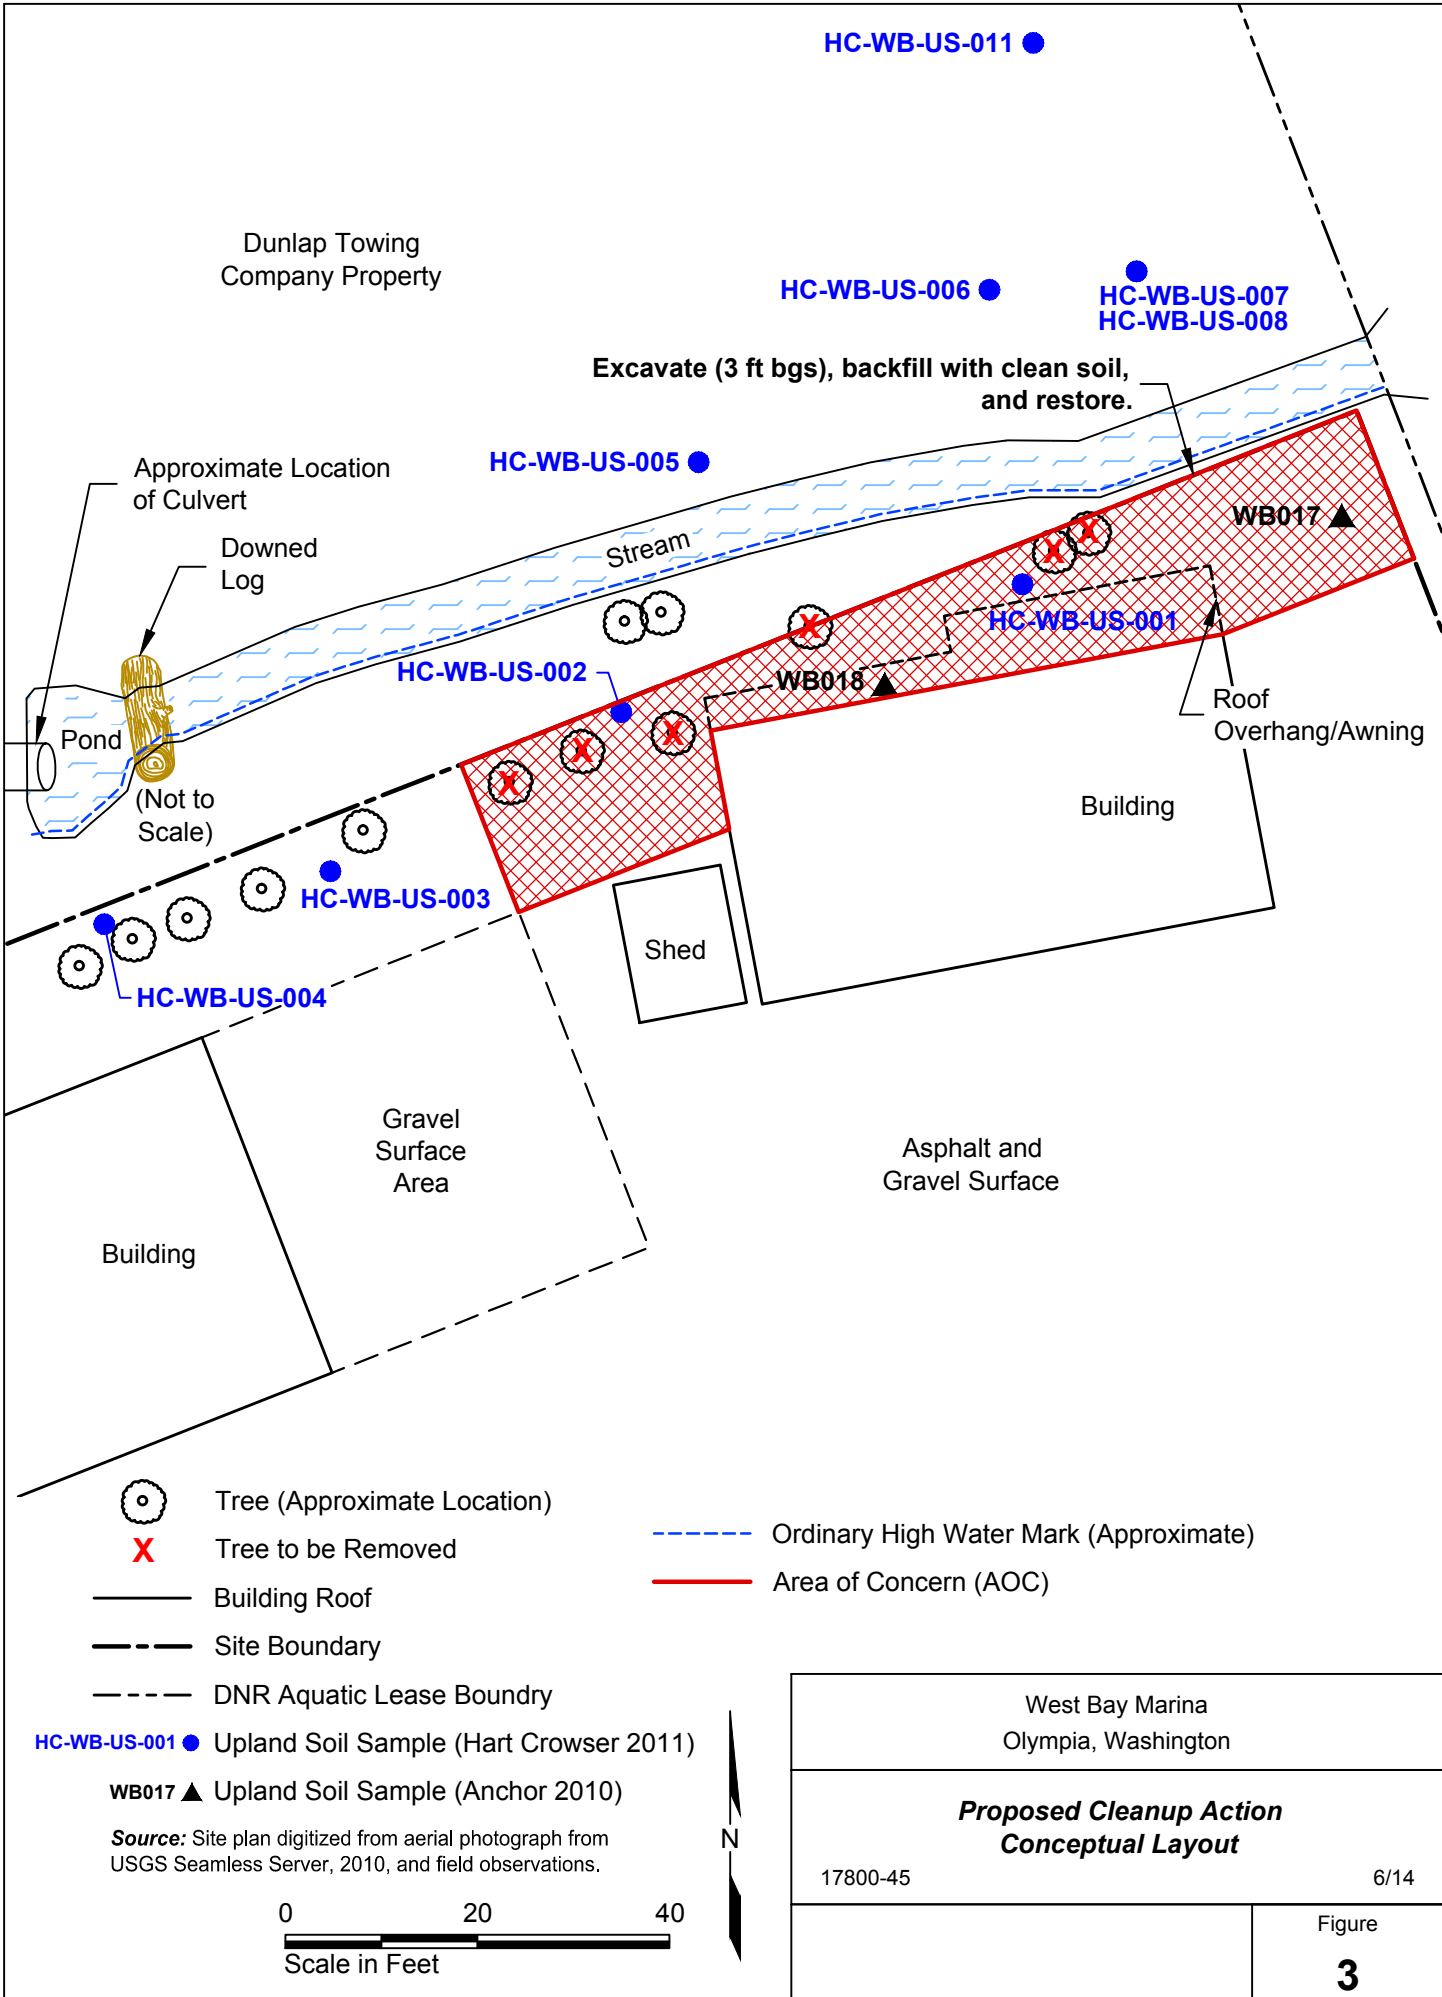 HC-WB-US-011
Dunlap Towing
Company Property
HC-WB-US-006
HC-WB-US-007
HC-WB-US-008
Excavate (3 ft bgs), backfill with clean soil,
and restore.
HC-WB-US-005
Approximate Location
of Culvert
Downed
Log
Stream
WB017
HC-WB-US-001
HC-WB-US-002
WB018
X
X
X
X
X
X
Roof
Overhang/Awning
Pond
(Not to
Scale)
Building
HC-WB-US-003
Shed
HC-WB-US-004
Gravel
Surface
Area
Asphalt and
Gravel Surface
Building
Tree (Approximate Location)
X Tree to be Removed
Building Roof
Site Boundary
DNR Aquatic Lease Boundry
HC-WB-US-001 Upland Soil Sample (Hart Crowser 2011)
WB017 Upland Soil Sample (Anchor 2010)
Ordinary High Water Mark (Approximate)
Area of Concern (AOC)
Source: Site plan digitized from aerial photograph from
USGS Seamless Server, 2010, and field observations.
0 20 40
Scale in Feet
N
West Bay Marina
Olympia, Washington
Proposed Cleanup Action
Conceptual Layout
17800-45 6/14
Figure
3